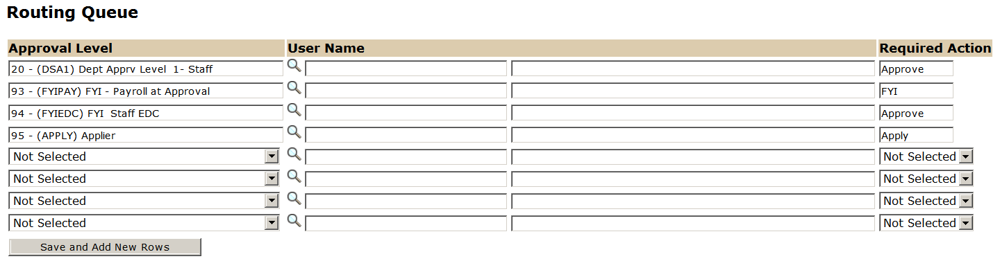 Routing Queue
Approval Level User Name Required Action
20 - (DSA1) Dept Apprv Level  1- Staff Approve
93 - (FYIPAY) FYI - Payroll at Approval FYI
94 - (FYIEDC) FYI  Staff EDC Approve
95 - (APPLY) Applier Apply
Not Selected Not Selected
Not Selected Not Selected
Not Selected Not Selected
Not Selected Not Selected
Save and Add New Rows